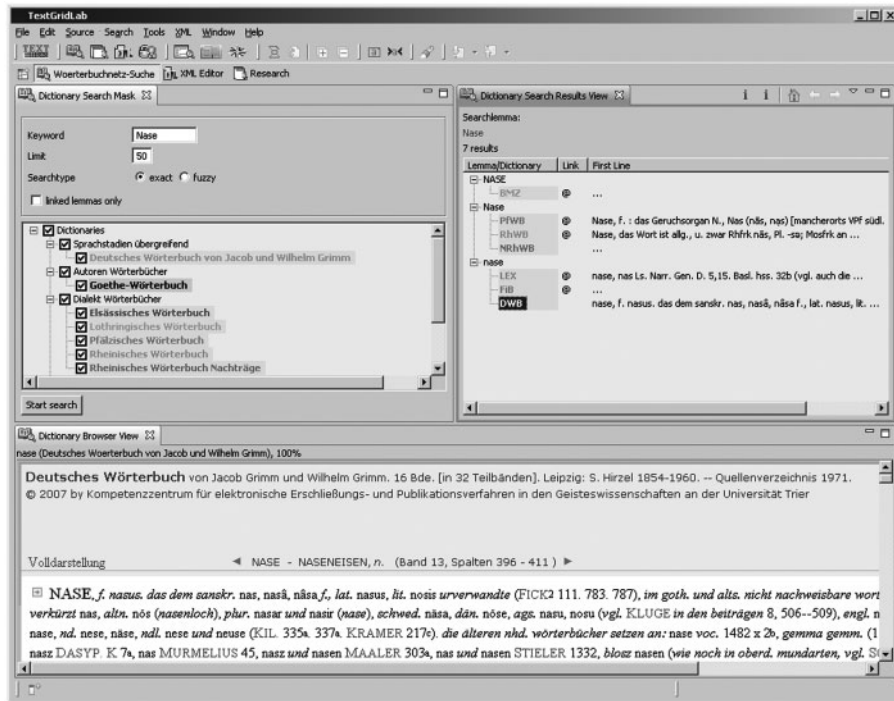 TextGridLab
File Edit Source Search Tools XML Window Help
TEXT
Woerterbuchnetz-Suche XML Editor Research
Dictionary Search Mask
Keyword Nase
Limit 50
Searchtype exact fuzzy
linked lemmas only
Dictionaries
Sprachstadien übergreifend
Deutsches Wörterbuch von Jacob und Wilhelm Grimm
Autoren Wörterbücher
Goethe-Wörterbuch
Dialekt Wörterbücher
Elsässisches Wörterbuch
Lothringisches Wörterbuch
Pfälzisches Wörterbuch
Rheinisches Wörterbuch
Rheinisches Wörterbuch Nachträge
Start search
Dictionary Search Results View
Searchlemma:
Nase
7 results
Lemma/Dictionary Link First Line
NASE
BMZ @ ...
Nase
PfWB @ Nase, f. : das Geruchsorgan N., Nas (nās, nas) [mancherorts VPf südl.
RhWB @ Nase, das Wort ist allg., u. zwar Rhfrk nās, Pl. -sə; Mosfrk an ...
NRhWB ...
nase
LEX @ nase, nas Ls. Narr. Gen. D. 5,15. Basl. hss. 32b (vgl. auch die ...
FiB @ ...
DWB nase, f. nasus. das dem sanskr. nas, nasâ, nâsa f., lat. nasus, lit. ...
Dictionary Browser View
nase (Deutsches Woerterbuch von Jacob und Wilhelm Grimm), 100%
Deutsches Wörterbuch von Jacob Grimm und Wilhelm Grimm. 16 Bde. [in 32 Teilbänden]. Leipzig: S. Hirzel 1854-1960. -- Quellenverzeichnis 1971.
© 2007 by Kompetenzzentrum für elektronische Erschließungs- und Publikationsverfahren in den Geisteswissenschaften an der Universität Trier
Volldarstellung NASE - NASENEISEN, n. (Band 13, Spalten 396 - 411 )
NASE, f. nasus. das dem sanskr. nas, nasâ, nâsa f., lat. nasus, lit. nosis urverwandte (FICK2 111. 783. 787), im goth. und alts. nicht nachweisbare wort
verkürzt nas, altn. nös (nasenloch), plur. nasar und nasir (nase), schwed. näsa, dän. nöse, ags. nasu, nosu (vgl. KLUGE in den beiträgen 8, 506--509), engl. n
nase, nd. nese, näse, ndl. nese und neuse (KIL. 335a. 337a. KRAMER 217c). die älteren nhd. wörterbücher setzen an: nase voc. 1482 x 2b, gemma gemm. (1
nasz DASYP. K 7a, nas MURMELIUS 45, nasz und nasen MAALER 303a, nas und nasen STIELER 1332, blosz nasen (wie noch in oberd. mundarten, vgl.